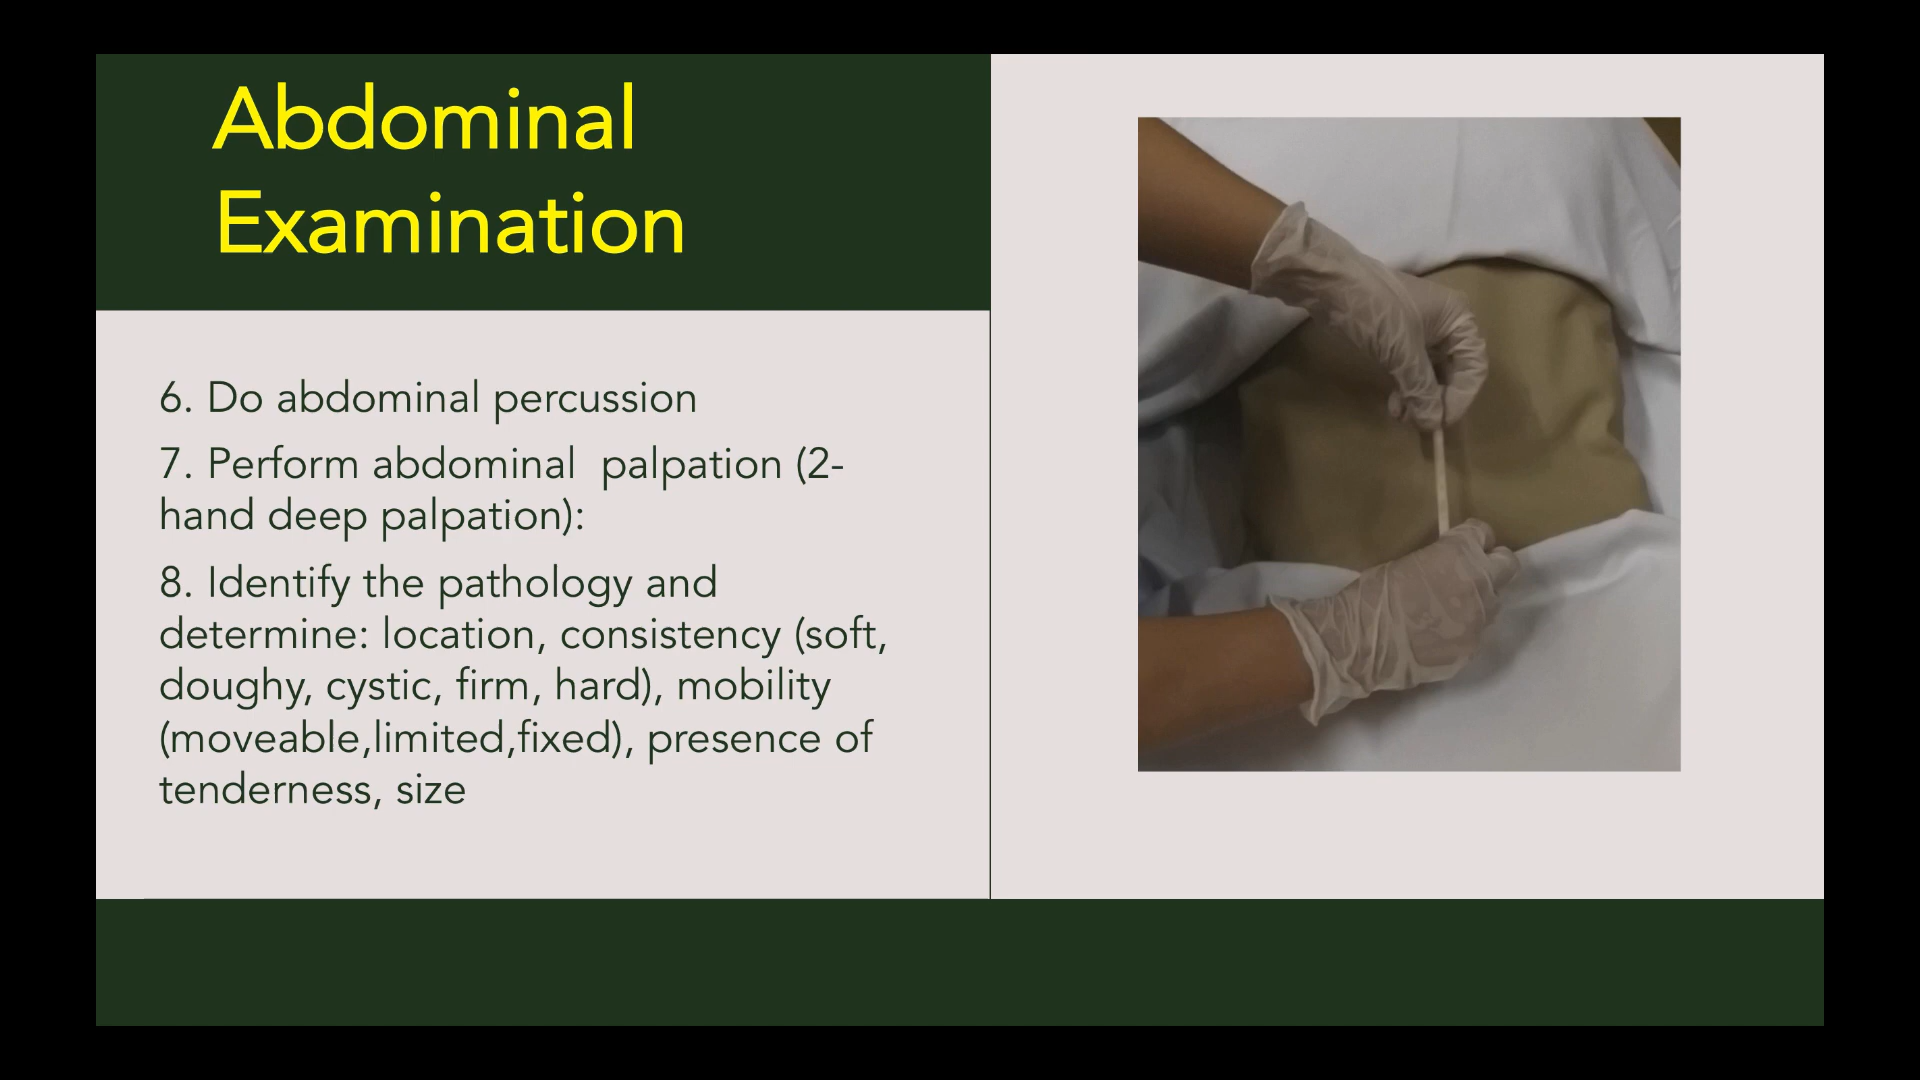 Abdominal
Examination
6. Do abdominal percussion
7. Perform abdominal  palpation (2-
hand deep palpation):
8. Identify the pathology and
determine: location, consistency (soft,
doughy, cystic, firm, hard), mobility
(moveable,limited,fixed), presence of
tenderness, size